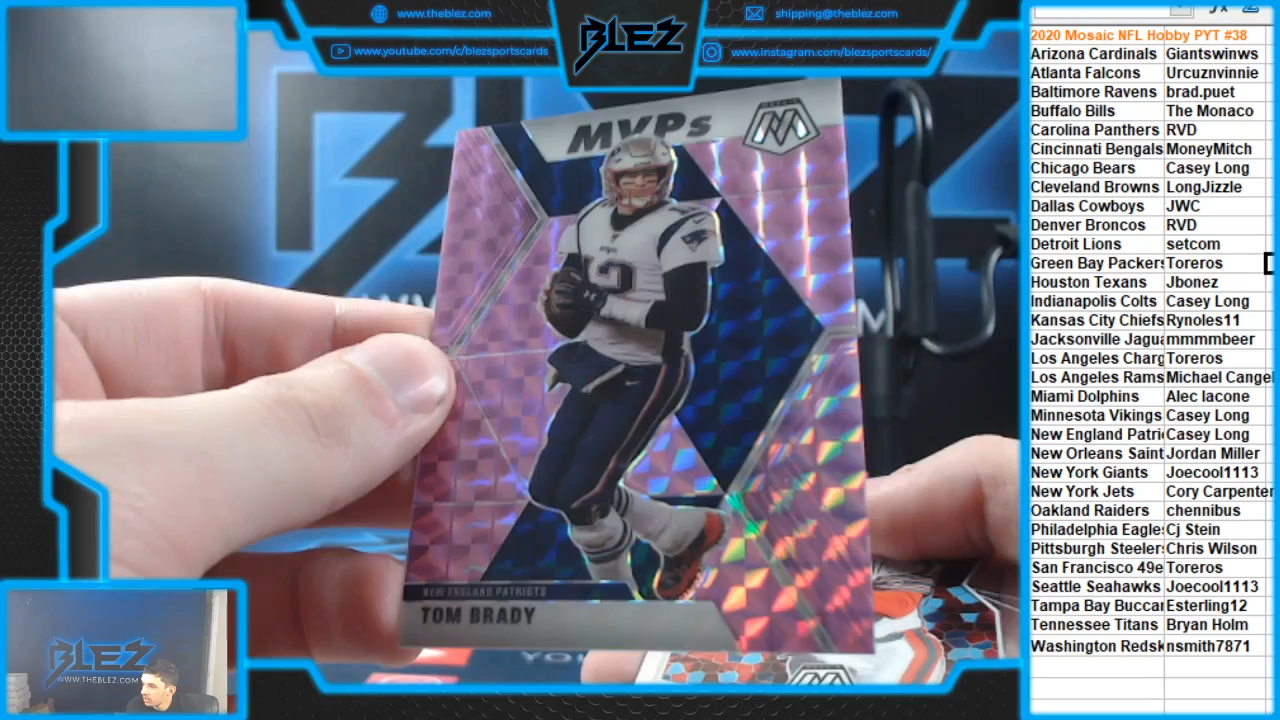 www.theblez.com
www.youtube.com/c/blezsportscards
BLEZ
shipping@theblez.com
www.instagram.com/blezsportscards/
MVPs
MOSAIC
12
NEW ENGLAND PATRIOTS
TOM BRADY
BLEZ
WWW.THEBLEZ.COM
2020 Mosaic NFL Hobby PYT #38
Arizona Cardinals Giantswinws
Atlanta Falcons Urcuznvinnie
Baltimore Ravens brad.puet
Buffalo Bills The Monaco
Carolina Panthers RVD
Cincinnati Bengals MoneyMitch
Chicago Bears Casey Long
Cleveland Browns LongJizzle
Dallas Cowboys JWC
Denver Broncos RVD
Detroit Lions setcom
Green Bay Packers Toreros
Houston Texans Jbonez
Indianapolis Colts Casey Long
Kansas City Chiefs Rynoles11
Jacksonville Jagua mmmmbeer
Los Angeles Charg Toreros
Los Angeles Rams Michael Cangel
Miami Dolphins Alec Iacone
Minnesota Vikings Casey Long
New England Patri Casey Long
New Orleans Saint Jordan Miller
New York Giants Joecool1113
New York Jets Cory Carpenter
Oakland Raiders chennibus
Philadelphia Eagles Cj Stein
Pittsburgh Steelers Chris Wilson
San Francisco 49e Toreros
Seattle Seahawks Joecool1113
Tampa Bay Buccar Esterling12
Tennessee Titans Bryan Holm
Washington Redsk nsmith7871